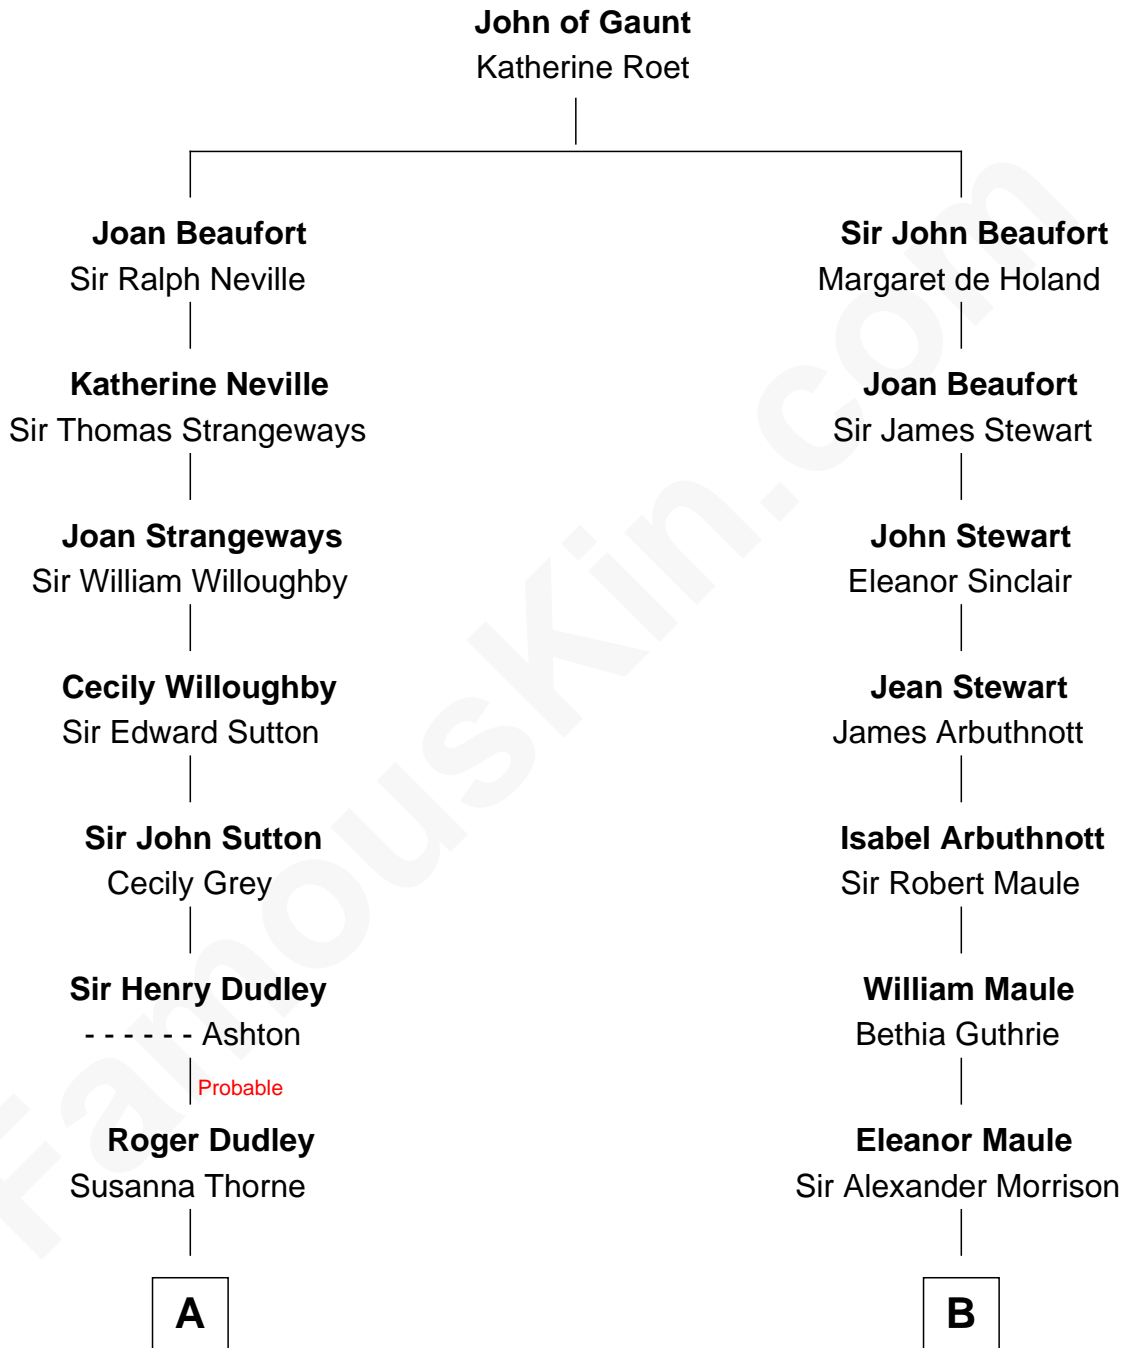 John of Gaunt
Katherine Roet
Joan Beaufort
Sir Ralph Neville
Katherine Neville
Sir Thomas Strangeways
Joan Strangeways
Sir William Willoughby
Cecily Willoughby
Sir Edward Sutton
Sir John Sutton
Cecily Grey
Sir Henry Dudley
- - - - - - Ashton
Probable
Roger Dudley
Susanna Thorne
A
Sir John Beaufort
Margaret de Holand
Joan Beaufort
Sir James Stewart
John Stewart
Eleanor Sinclair
Jean Stewart
James Arbuthnott
Isabel Arbuthnott
Sir Robert Maule
William Maule
Bethia Guthrie
Eleanor Maule
Sir Alexander Morrison
B
FamousKin.com